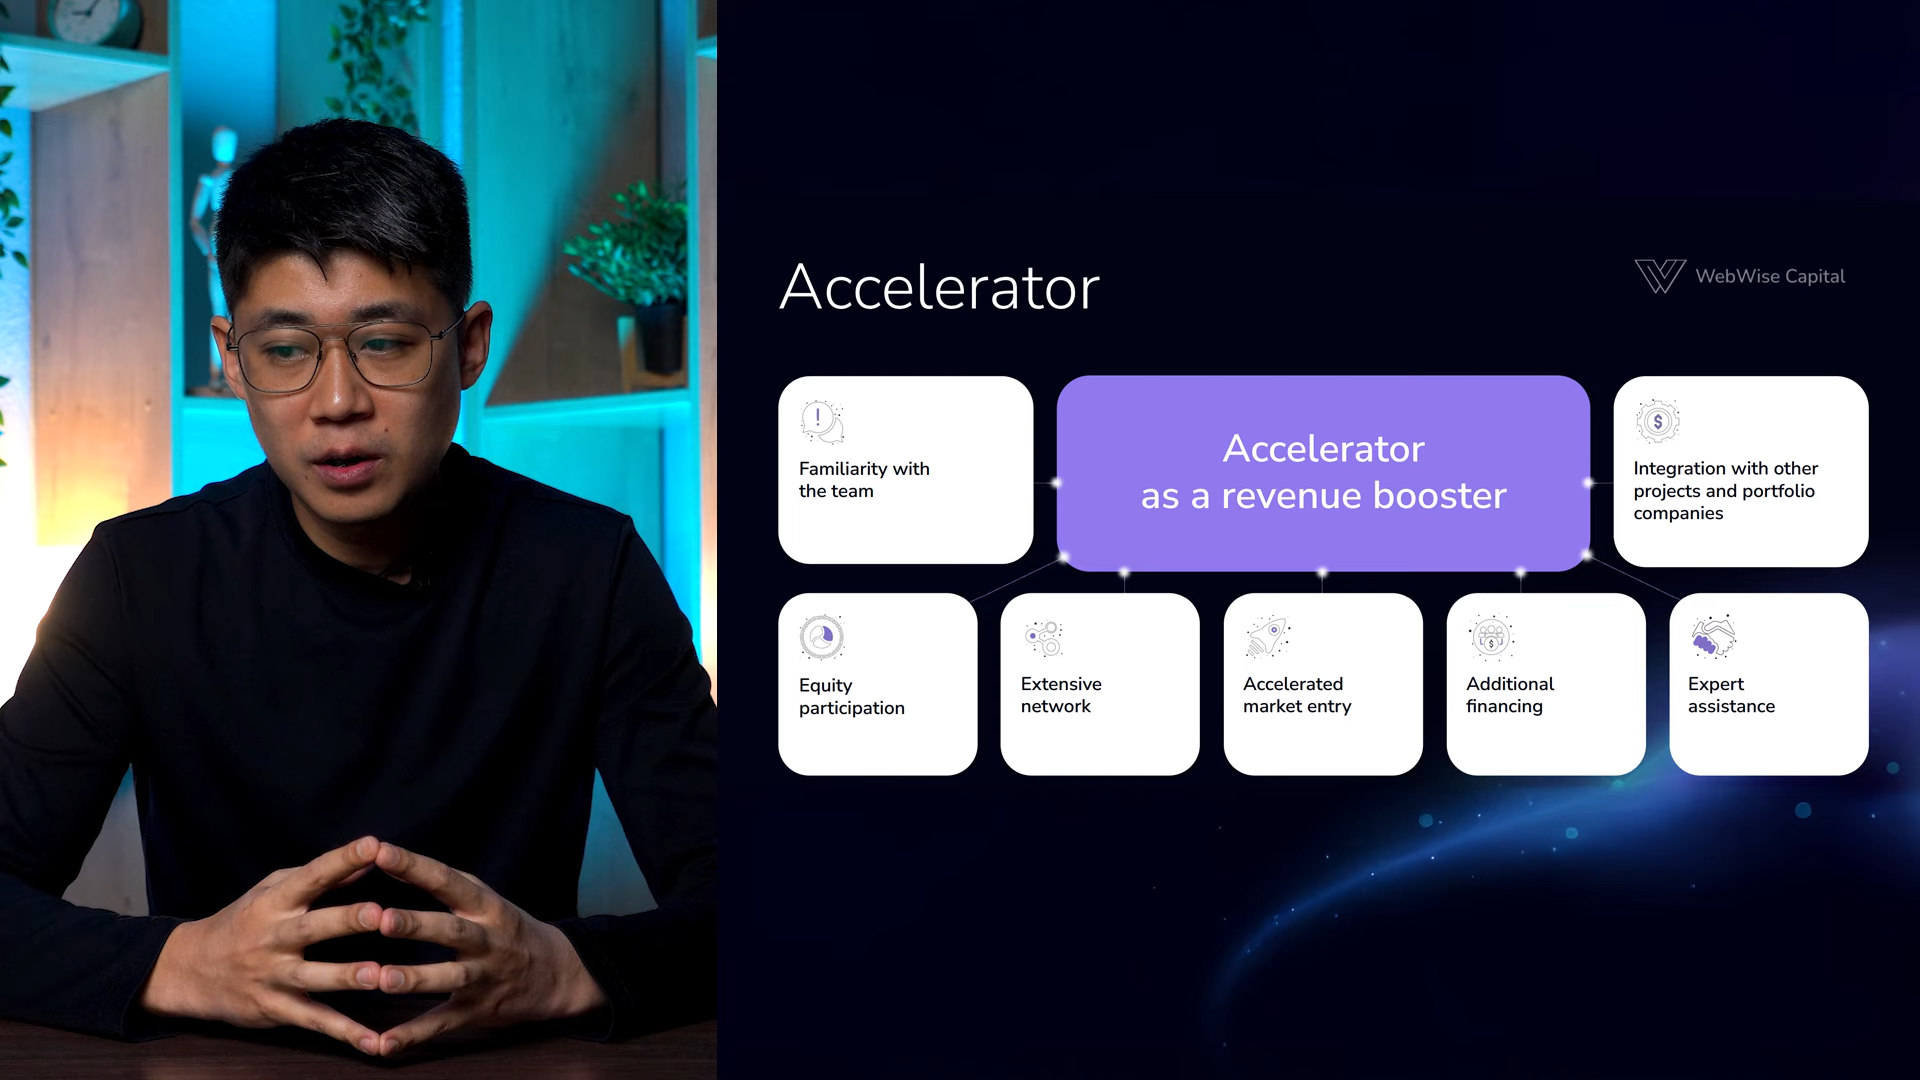 Accelerator
WebWise Capital
Familiarity with
the team
Accelerator
as a revenue booster
Integration with other
projects and portfolio
companies
Equity
participation
Extensive
network
Accelerated
market entry
Additional
financing
Expert
assistance